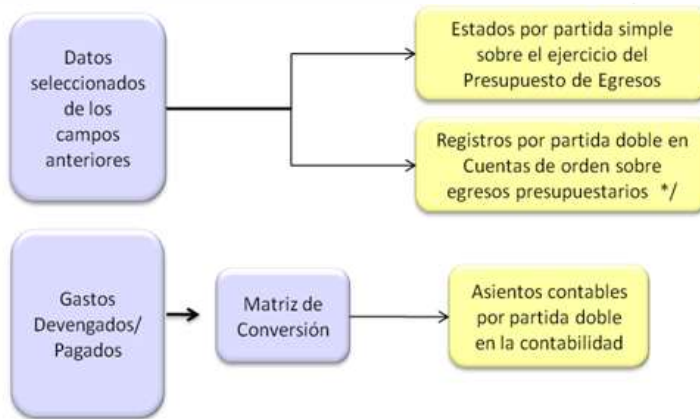 Datos
seleccionados
de los
campos
anteriores
Estados por partida simple
sobre el ejercicio del
Presupuesto de Egresos
Registros por partida doble en
Cuentas de orden sobre
egresos presupuestarios */
Gastos
Devengados/
Pagados
Matriz de
Conversión
Asientos contables
por partida doble
en la contabilidad